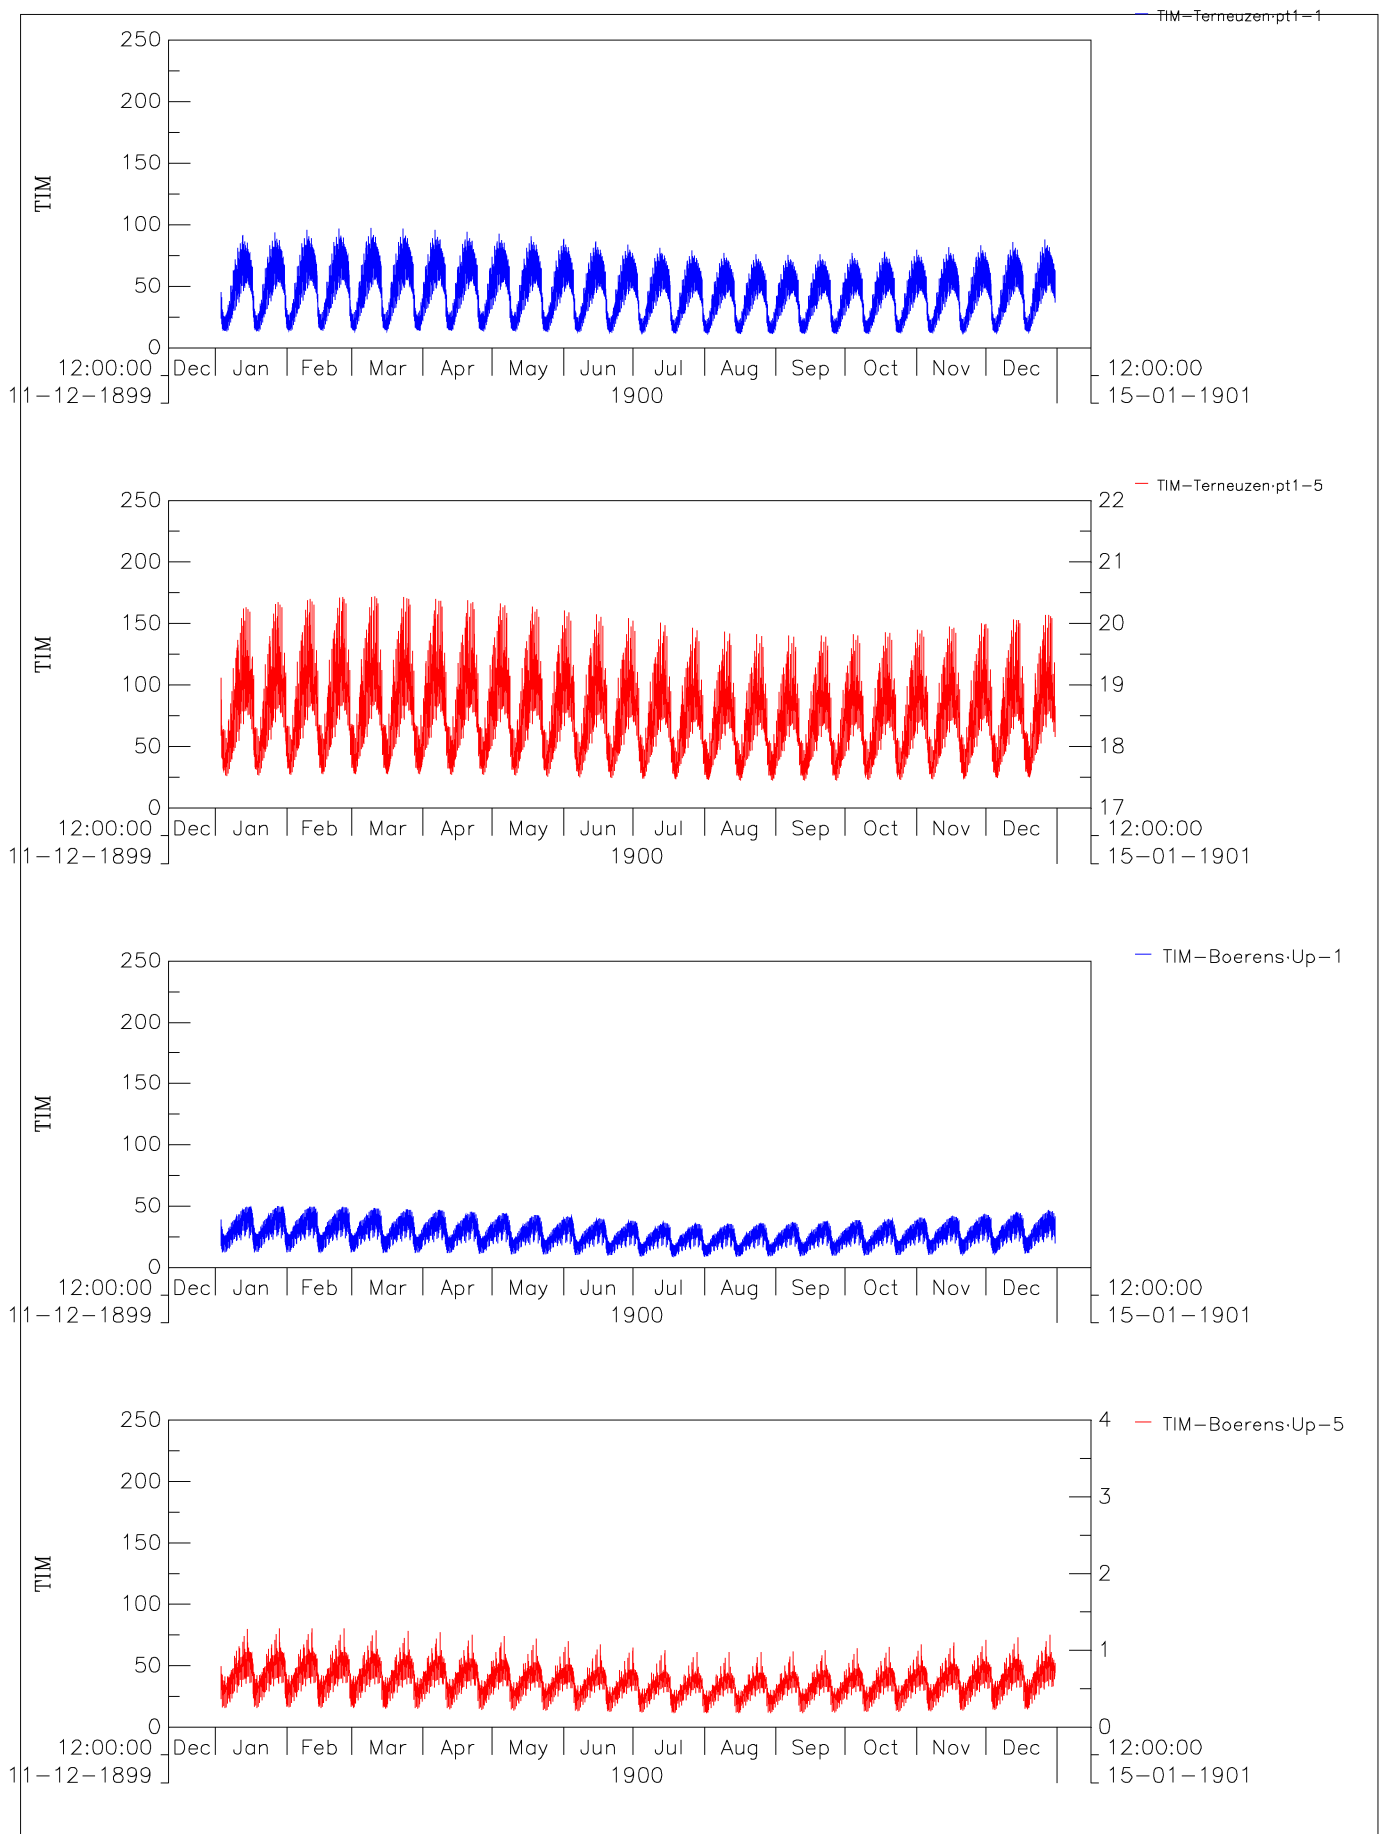 TIM-Terneuzen·pt1-1
250
200
150
100
50
0
TIM
Dec Jan Feb Mar Apr May Jun Jul Aug Sep Oct Nov Dec
12:00:00 12:00:00
11-12-1899 1900 15-01-1901
TIM-Terneuzen·pt1-5
250 22
200 21
150 20
100 19
50 18
0 17
TIM
Dec Jan Feb Mar Apr May Jun Jul Aug Sep Oct Nov Dec
12:00:00 12:00:00
11-12-1899 1900 15-01-1901
TIM-Boerens·Up-1
250
200
150
100
50
0
TIM
Dec Jan Feb Mar Apr May Jun Jul Aug Sep Oct Nov Dec
12:00:00 12:00:00
11-12-1899 1900 15-01-1901
TIM-Boerens·Up-5
250 4
200 3
150 2
100 1
50 0
0
TIM
Dec Jan Feb Mar Apr May Jun Jul Aug Sep Oct Nov Dec
12:00:00 12:00:00
11-12-1899 1900 15-01-1901